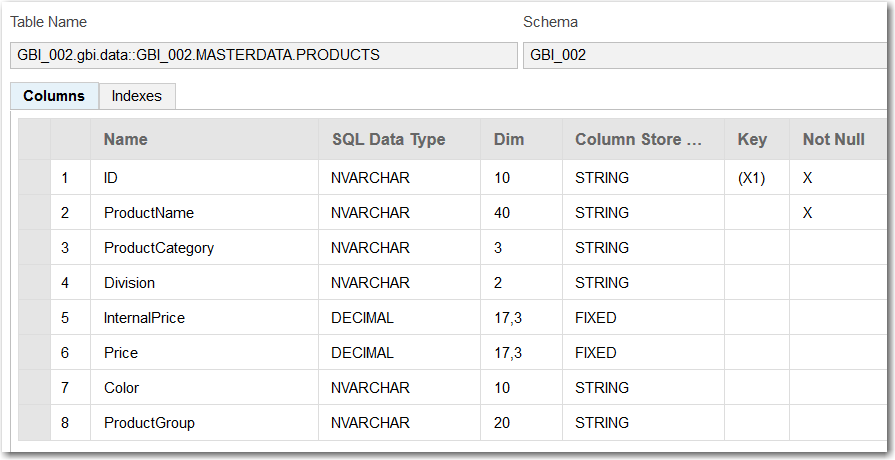 Table Name Schema
GBI_002.gbi.data::GBI_002.MASTERDATA.PRODUCTS GBI_002
Columns Indexes
Name SQL Data Type Dim Column Store ... Key Not Null
1 ID NVARCHAR 10 STRING (X1) X
2 ProductName NVARCHAR 40 STRING X
3 ProductCategory NVARCHAR 3 STRING
4 Division NVARCHAR 2 STRING
5 InternalPrice DECIMAL 17,3 FIXED
6 Price DECIMAL 17,3 FIXED
7 Color NVARCHAR 10 STRING
8 ProductGroup NVARCHAR 20 STRING